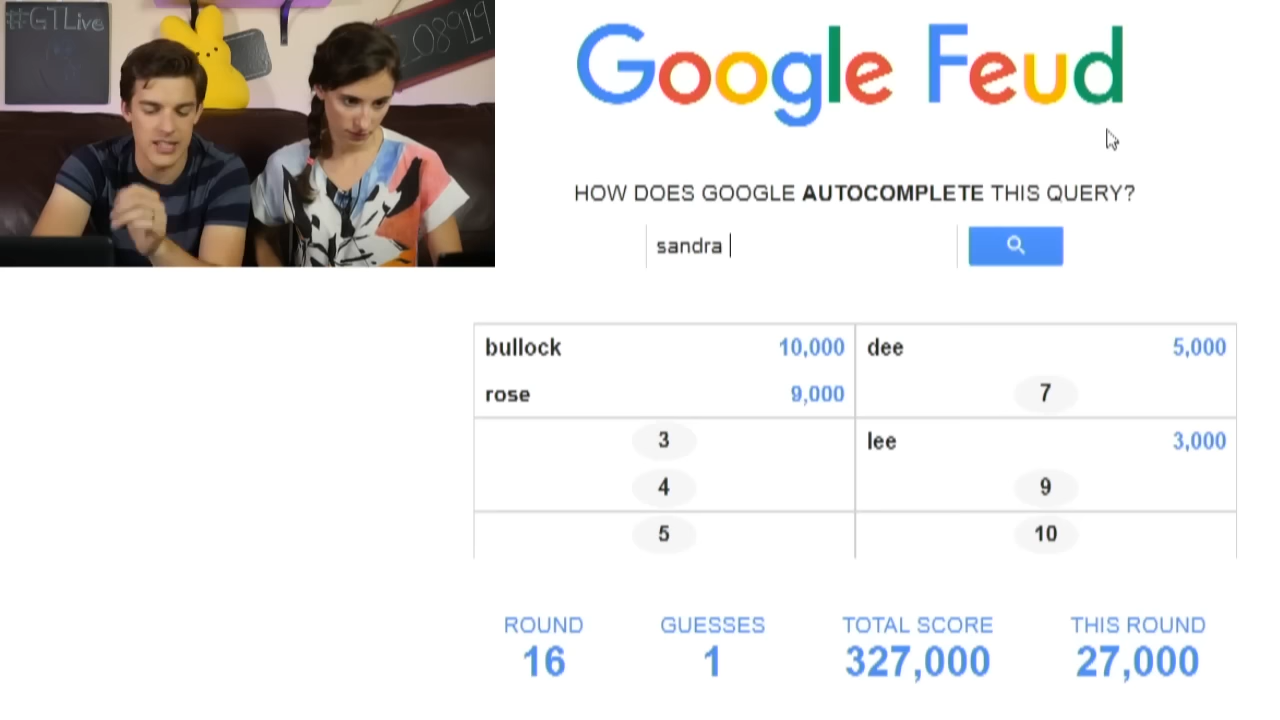 #GTLive
08919
Google Feud
HOW DOES GOOGLE AUTOCOMPLETE THIS QUERY?
sandra
bullock 10,000
rose 9,000
3
4
5
dee 5,000
7
lee 3,000
9
10
ROUND GUESSES TOTAL SCORE THIS ROUND
16 1 327,000 27,000